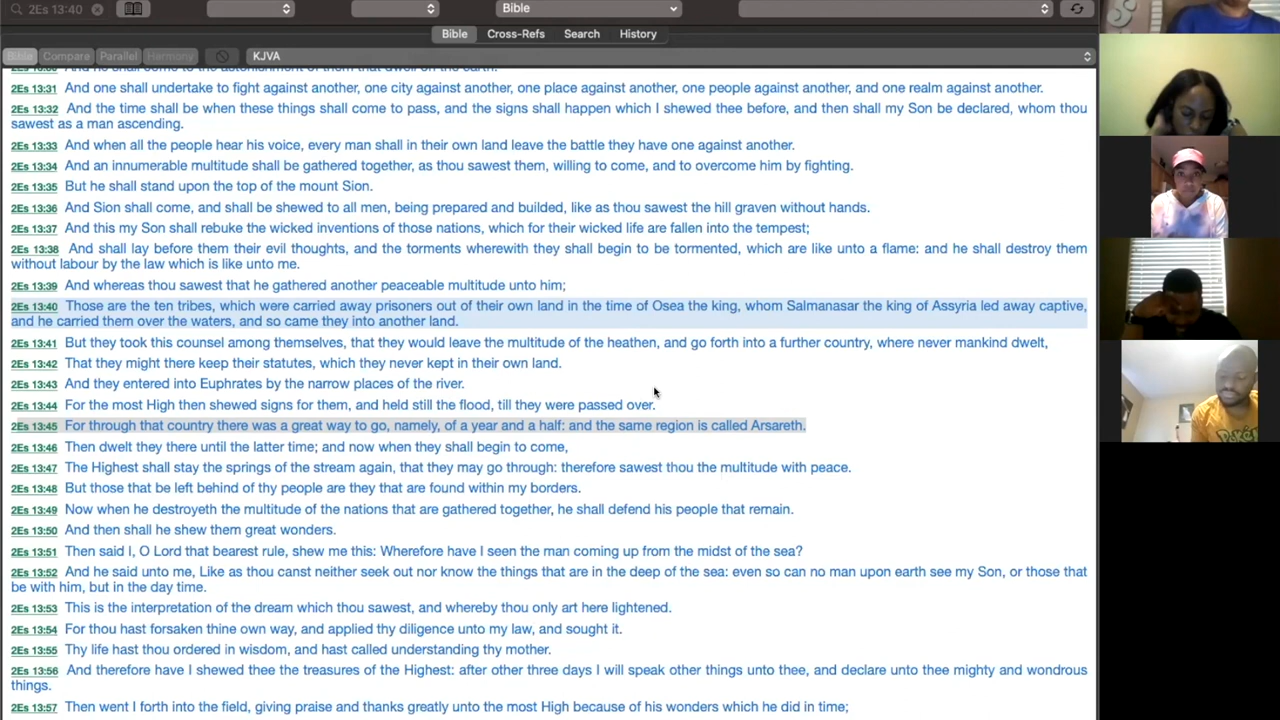 2Es 13:40
Bible
Bible Cross-Refs Search History
Bible Compare Parallel Harmony KJVA
And he shall come to the astonishment of them that dwell on the earth.
2Es 13:31 And one shall undertake to fight against another, one city against another, one place against another, one people against another, and one realm against another.
2Es 13:32 And the time shall be when these things shall come to pass, and the signs shall happen which I shewed thee before, and then shall my Son be declared, whom thou
sawest as a man ascending.
2Es 13:33 And when all the people hear his voice, every man shall in their own land leave the battle they have one against another.
2Es 13:34 And an innumerable multitude shall be gathered together, as thou sawest them, willing to come, and to overcome him by fighting.
2Es 13:35 But he shall stand upon the top of the mount Sion.
2Es 13:36 And Sion shall come, and shall be shewed to all men, being prepared and builded, like as thou sawest the hill graven without hands.
2Es 13:37 And this my Son shall rebuke the wicked inventions of those nations, which for their wicked life are fallen into the tempest;
2Es 13:38 And shall lay before them their evil thoughts, and the torments wherewith they shall begin to be tormented, which are like unto a flame: and he shall destroy them
without labour by the law which is like unto me.
2Es 13:39 And whereas thou sawest that he gathered another peaceable multitude unto him;
2Es 13:40 Those are the ten tribes, which were carried away prisoners out of their own land in the time of Osea the king, whom Salmanasar the king of Assyria led away captive,
and he carried them over the waters, and so came they into another land.
2Es 13:41 But they took this counsel among themselves, that they would leave the multitude of the heathen, and go forth into a further country, where never mankind dwelt,
2Es 13:42 That they might there keep their statutes, which they never kept in their own land.
2Es 13:43 And they entered into Euphrates by the narrow places of the river.
2Es 13:44 For the most High then shewed signs for them, and held still the flood, till they were passed over.
2Es 13:45 For through that country there was a great way to go, namely, of a year and a half: and the same region is called Arsareth.
2Es 13:46 Then dwelt they there until the latter time; and now when they shall begin to come,
2Es 13:47 The Highest shall stay the springs of the stream again, that they may go through: therefore sawest thou the multitude with peace.
2Es 13:48 But those that be left behind of thy people are they that are found within my borders.
2Es 13:49 Now when he destroyeth the multitude of the nations that are gathered together, he shall defend his people that remain.
2Es 13:50 And then shall he shew them great wonders.
2Es 13:51 Then said I, O Lord that bearest rule, shew me this: Wherefore have I seen the man coming up from the midst of the sea?
2Es 13:52 And he said unto me, Like as thou canst neither seek out nor know the things that are in the deep of the sea: even so can no man upon earth see my Son, or those that
be with him, but in the day time.
2Es 13:53 This is the interpretation of the dream which thou sawest, and whereby thou only art here lightened.
2Es 13:54 For thou hast forsaken thine own way, and applied thy diligence unto my law, and sought it.
2Es 13:55 Thy life hast thou ordered in wisdom, and hast called understanding thy mother.
2Es 13:56 And therefore have I shewed thee the treasures of the Highest: after other three days I will speak other things unto thee, and declare unto thee mighty and wondrous
things.
2Es 13:57 Then went I forth into the field, giving praise and thanks greatly unto the most High because of his wonders which he did in time;